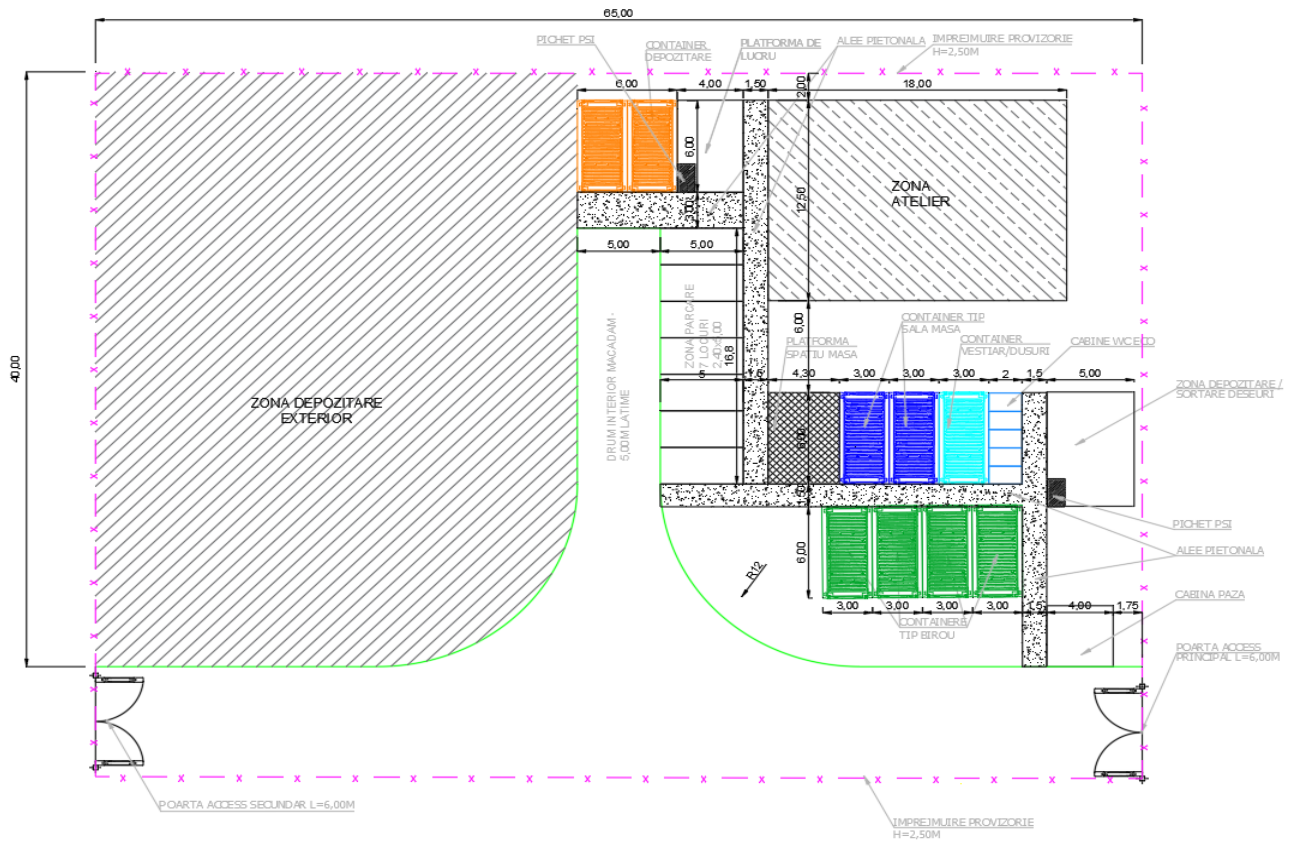 65,00
PICHET PSI
CONTAINER
DEPOZITARE
PLATFORMA DE
LUCRU
ALEE PIETONALA
IMPREJMUIRE PROVIZORIE
H=2,50M
6,00
4,00
1,50
2,00
18,00
6,00
12,50
ZONA
ATELIER
3,00
5,00
5,00
40,00
ZONA DEPOZITARE
EXTERIOR
DRUM INTERIOR MACADAM -
5,00M LATIME
ZONA PARCARE
7 LOCURI
2,40x5,00
16,8
6,00
PLATFORMA
SPATIU MASA
CONTAINER TIP
SALA MASA
CONTAINER
VESTIAR/DUSURI
CABINE WC ECO
ZONA DEPOZITARE /
SORTARE DESEURI
5
4,30
3,00
3,00
3,00
2
1,5
5,00
PICHET PSI
ALEE PIETONALA
6,00
R12
3,00
3,00
3,00
3,00
1,5
4,00
1,75
CONTAINERE
TIP BIROU
CABINA PAZA
POARTA ACCESS
PRINCIPAL L=6,00M
POARTA ACCESS SECUNDAR L=6,00M
IMPREJMUIRE PROVIZORIE
H=2,50M